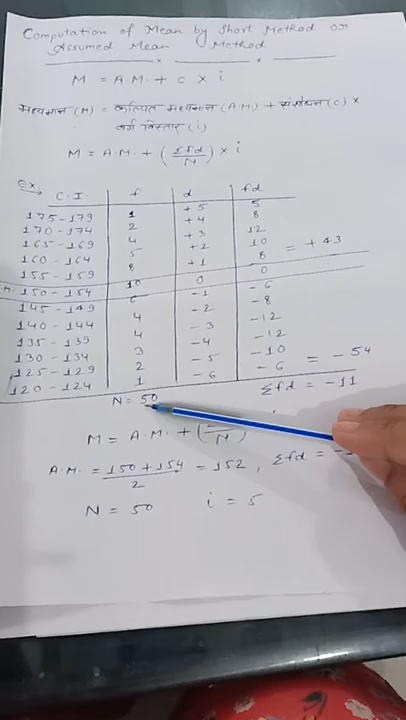 Computation of Mean by Short Method or
Assumed Mean Method
M = A.M. + C × i
मध्यमान (M) = कल्पित मध्यमान (A.M.) + संशोधन (C) ×
वर्ग विस्तार (i)
M = A.M. + (Σfd/N) × i
Ex. C.I. f d fd
175-179 1 +5 5
170-174 2 +4 8
165-169 4 +3 12
160-164 5 +2 10 = +43
155-159 8 +1 8
150-154 10 0 0
145-149 6 -1 -6
140-144 4 -2 -8
135-139 4 -3 -12
130-134 3 -4 -12
125-129 2 -5 -10 = -54
120-124 1 -6 -6
N = 50 Σfd = -11
M = A.M. + ( /N)
A.M. = 150+154/2 = 152, Σfd = -1
N = 50 i = 5